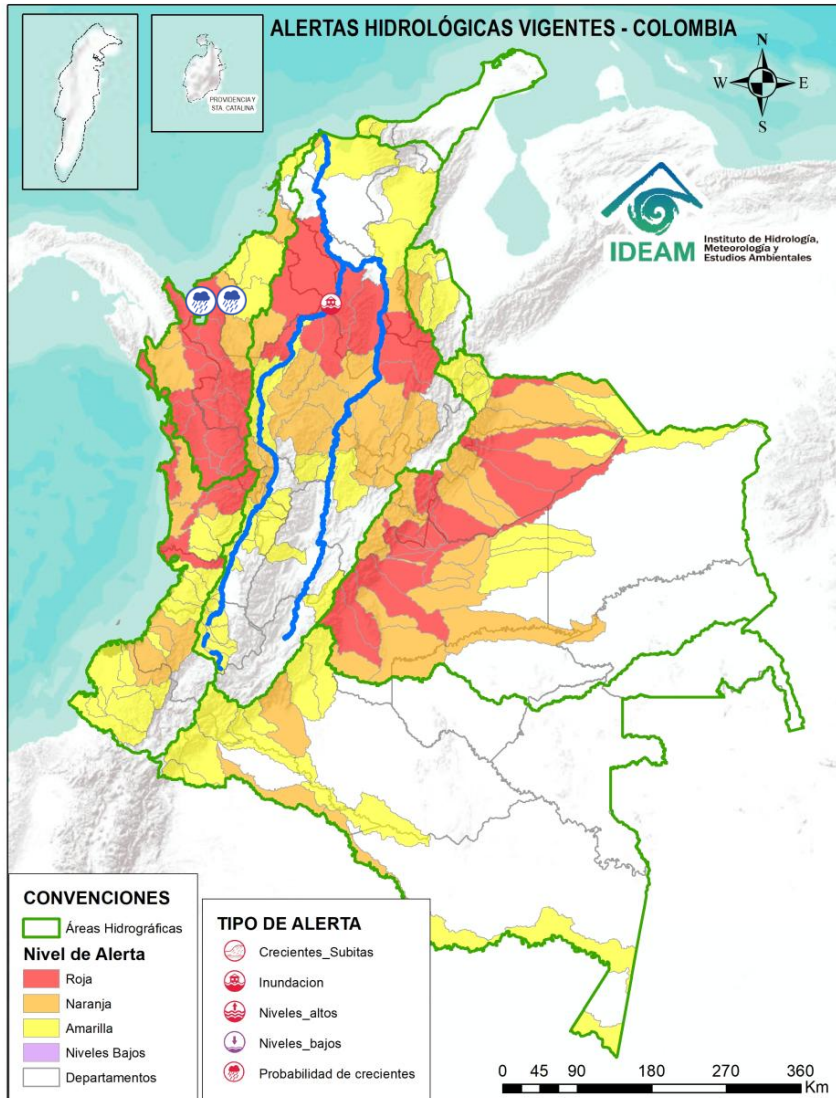 ALERTAS HIDROLÓGICAS VIGENTES - COLOMBIA
PROVIDENCIA Y
STA. CATALINA
N
W
E
S
IDEAM
Instituto de Hidrología,
Meteorología y
Estudios Ambientales
CONVENCIONES
Áreas Hidrográficas
Nivel de Alerta
Roja
Naranja
Amarilla
Niveles Bajos
Departamentos
TIPO DE ALERTA
Crecientes_Subitas
Inundacion
Niveles_altos
Niveles_bajos
Probabilidad de crecientes
0 45 90 180 270 360
Km